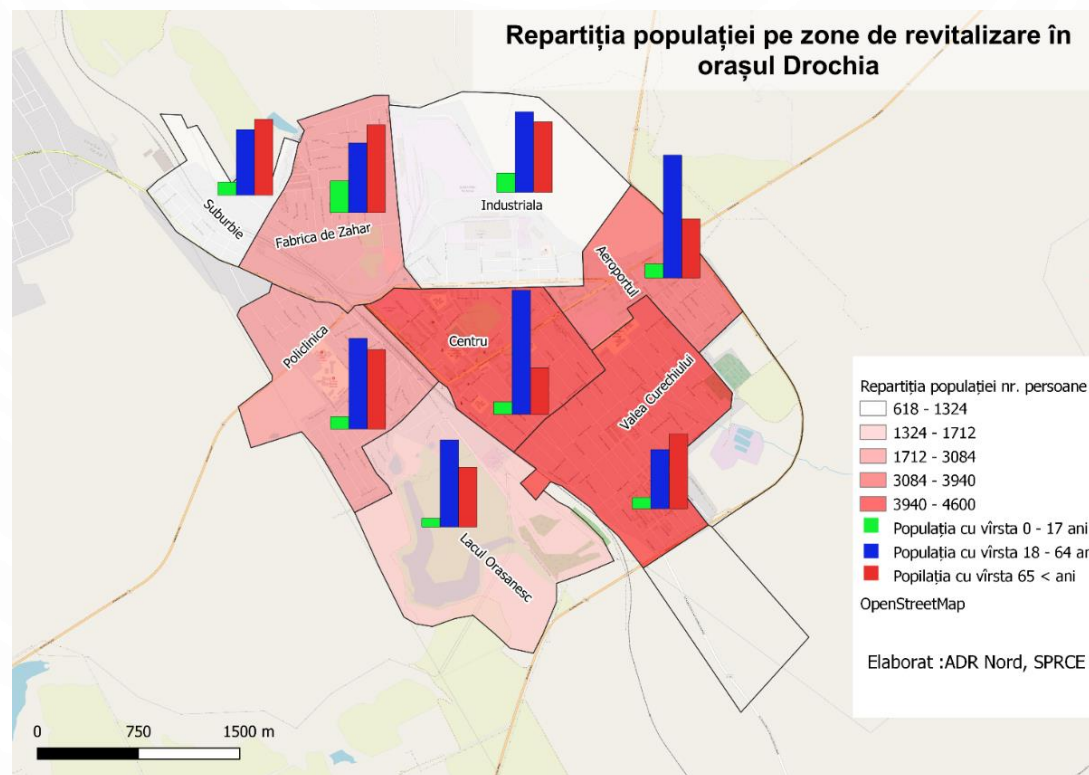 Repartiția populației pe zone de revitalizare în
orașul Drochia
Suburbie
Fabrica de Zahar
Industriala
Aeroportul
Policlinica
Centru
Valea Curechiului
Lacul Orasanesc
Repartiția populației nr. persoane
618 - 1324
1324 - 1712
1712 - 3084
3084 - 3940
3940 - 4600
Populația cu vîrsta 0 - 17 ani
Populația cu vîrsta 18 - 64 an
Popilația cu vîrsta 65 < ani
OpenStreetMap
Elaborat :ADR Nord, SPRCE
0 750 1500 m